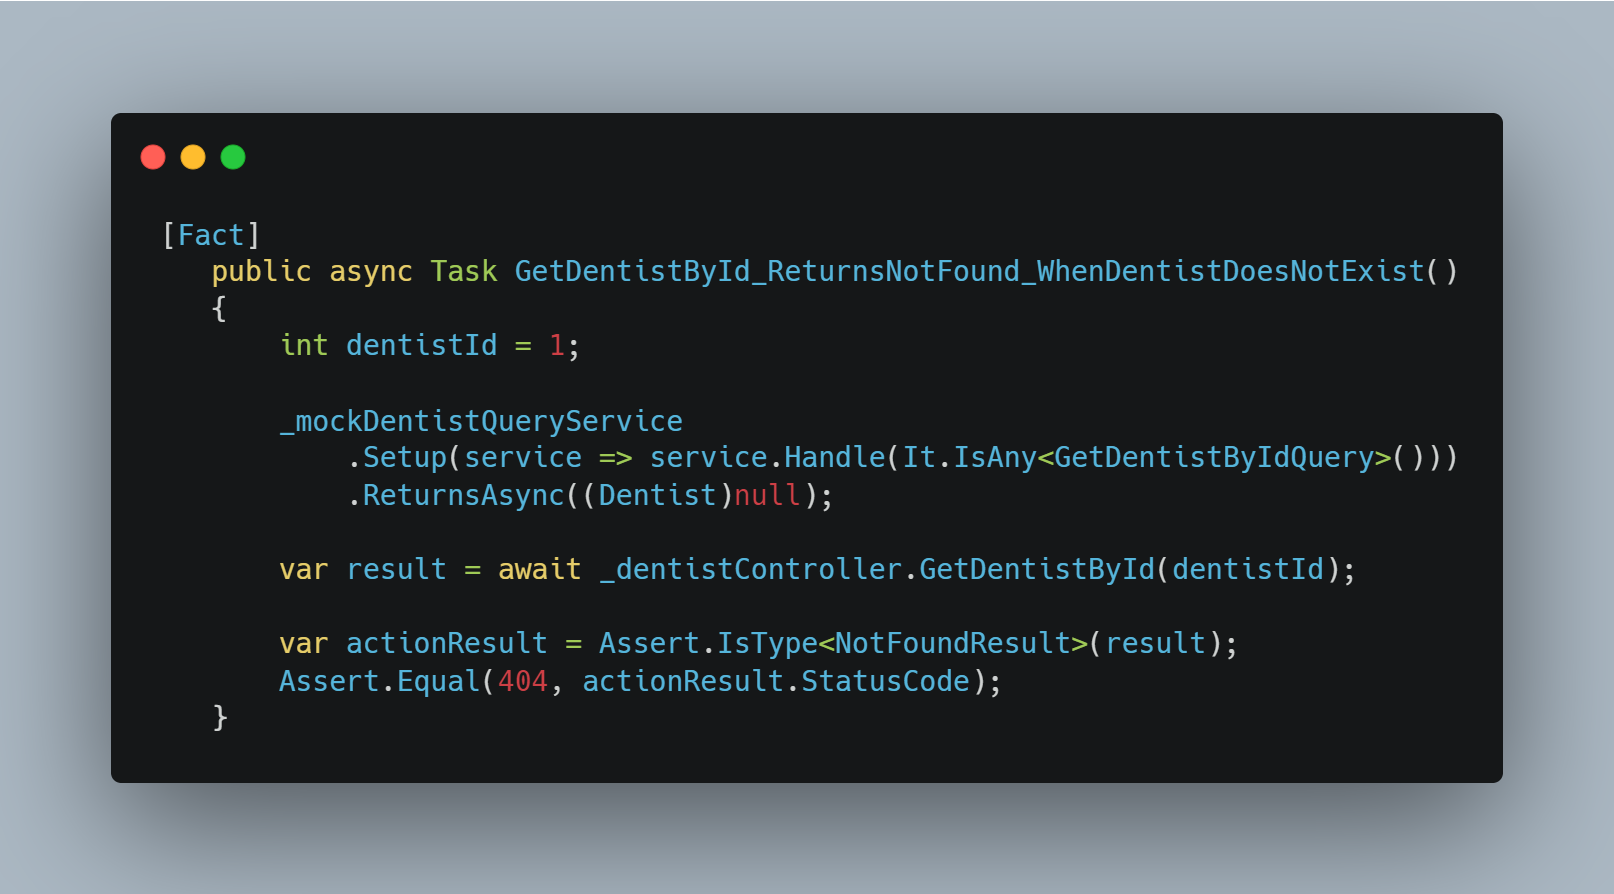 [Fact]
public async Task GetDentistById_ReturnsNotFound_WhenDentistDoesNotExist()
{
int dentistId = 1;
_mockDentistQueryService
.Setup(service => service.Handle(It.IsAny<GetDentistByIdQuery>()))
.ReturnsAsync((Dentist)null);
var result = await _dentistController.GetDentistById(dentistId);
var actionResult = Assert.IsType<NotFoundResult>(result);
Assert.Equal(404, actionResult.StatusCode);
}